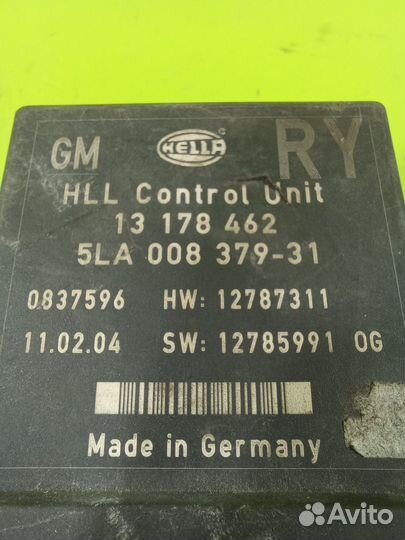 GM HELLA RY
HLL Control Unit
13 178 462
5LA 008 379-31
0837596 HW: 12787311
11.02.04 SW: 12785991 OG
Made in Germany
Avito